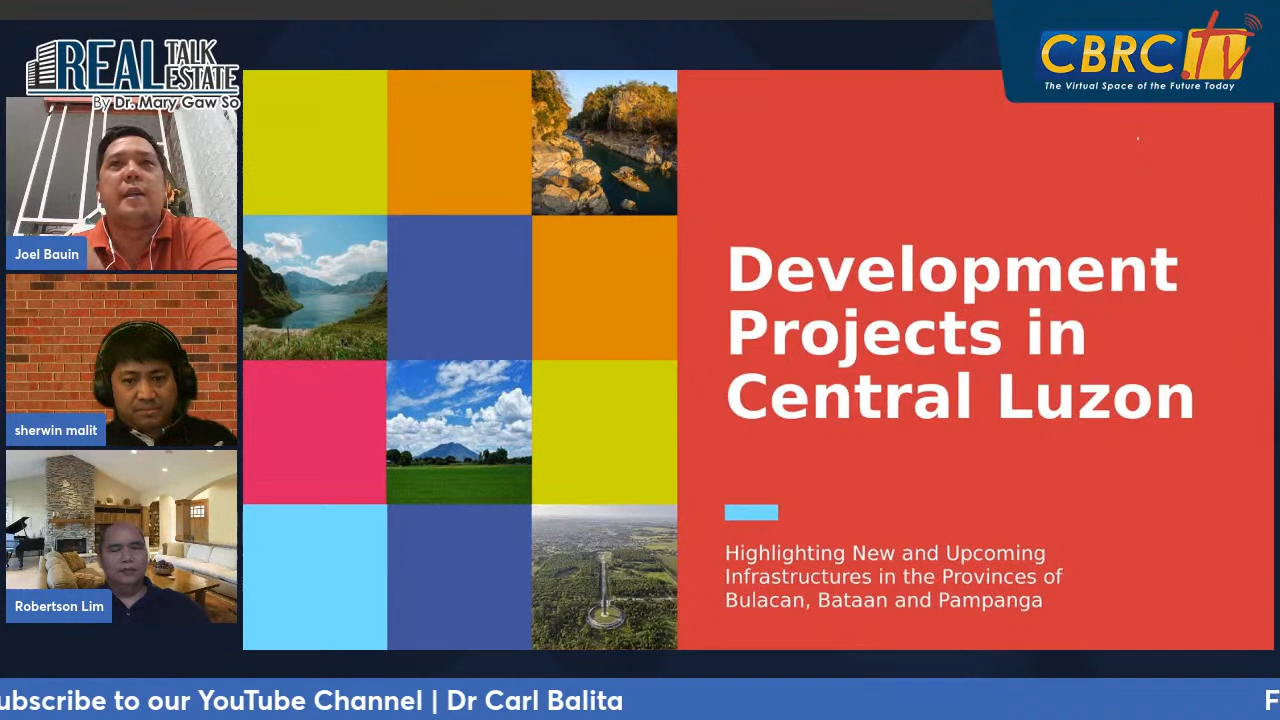 REAL TALK ESTATE
By Dr. Mary Gaw So
CBRC.tv
The Virtual Space of the Future Today
Joel Bauin
sherwin malit
Robertson Lim
Development
Projects in
Central Luzon
Highlighting New and Upcoming
Infrastructures in the Provinces of
Bulacan, Bataan and Pampanga
ubscribe to our YouTube Channel | Dr Carl Balita
F